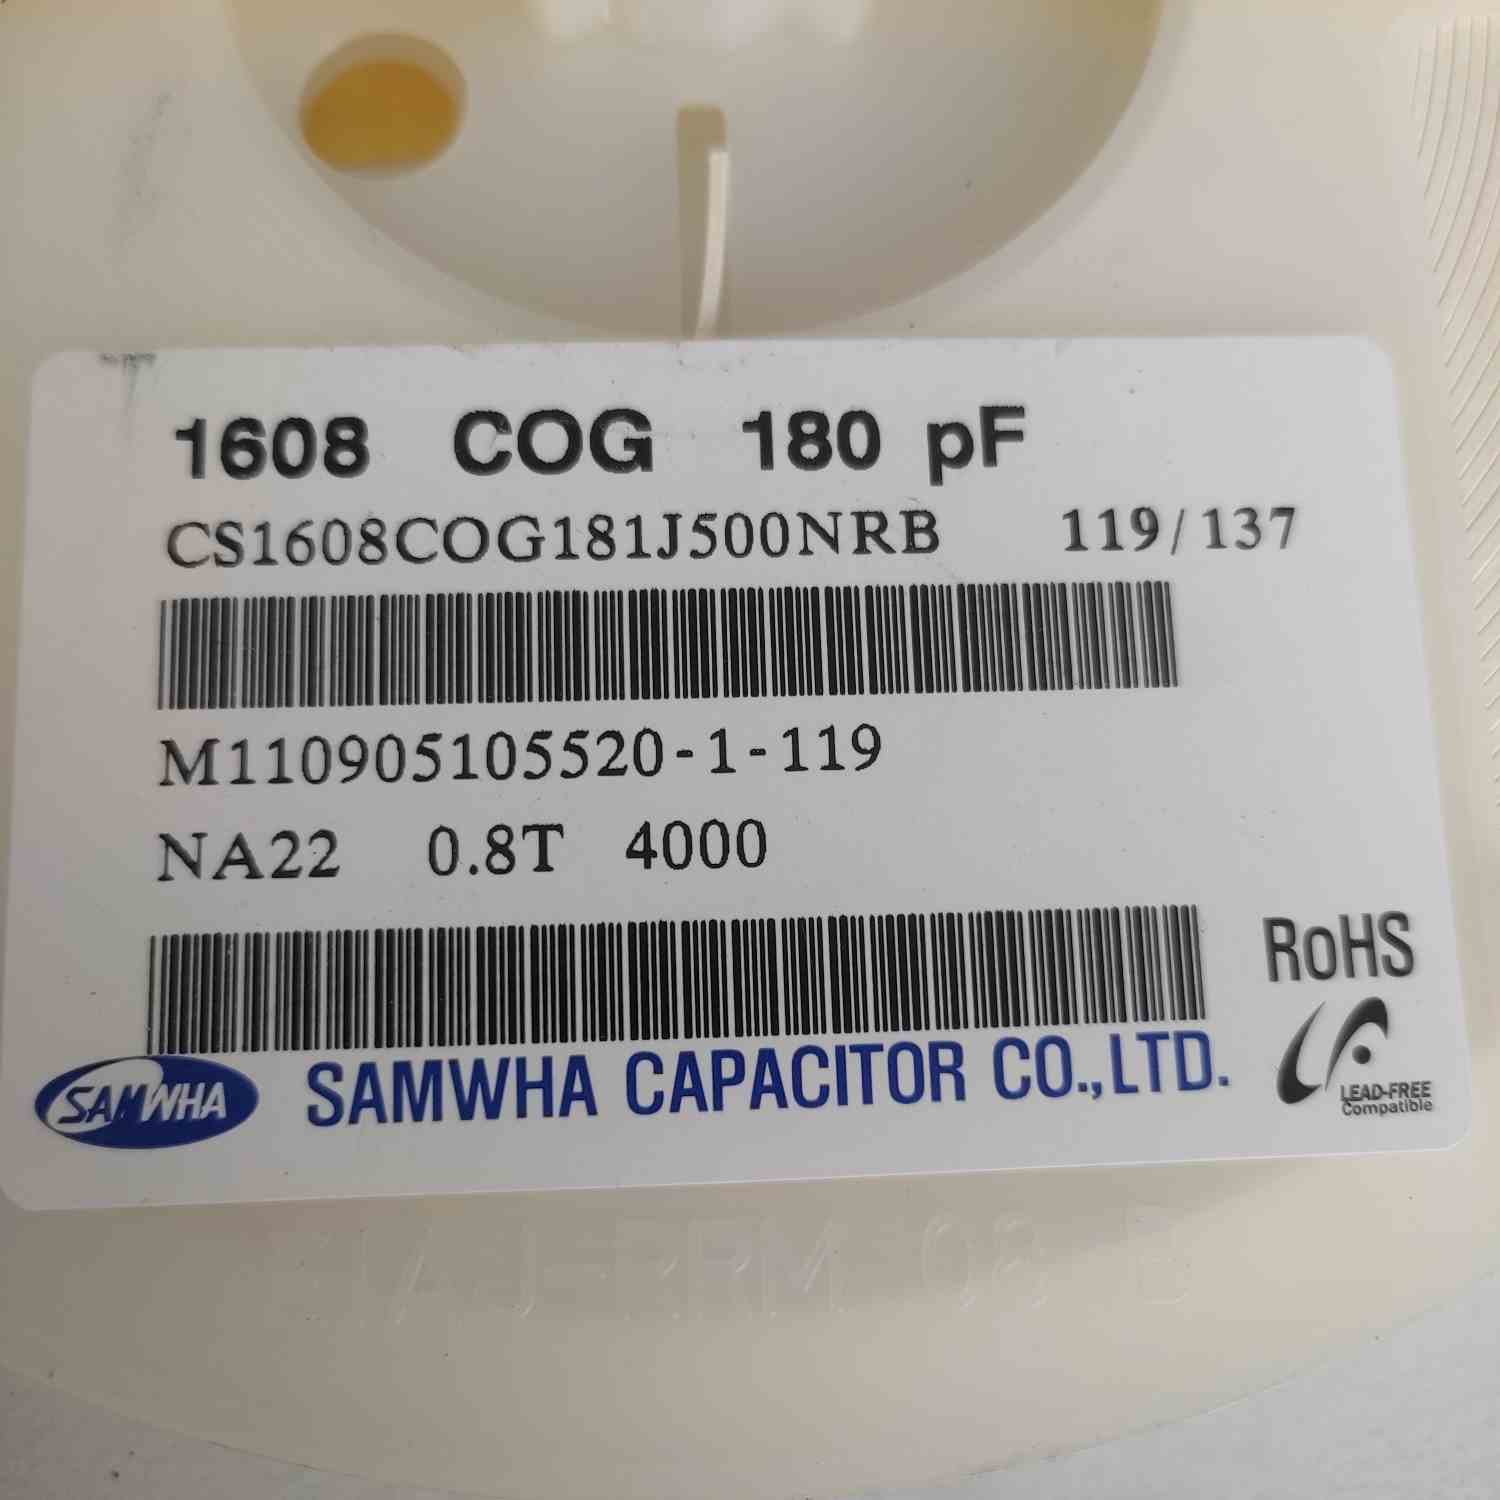 1608 COG 180 pF
CS1608COG181J500NRB 119/137
M110905105520-1-119
NA22 0.8T 4000
RoHS
SAMWHA SAMWHA CAPACITOR CO.,LTD.
LEAD-FREE
Compatible
08 B